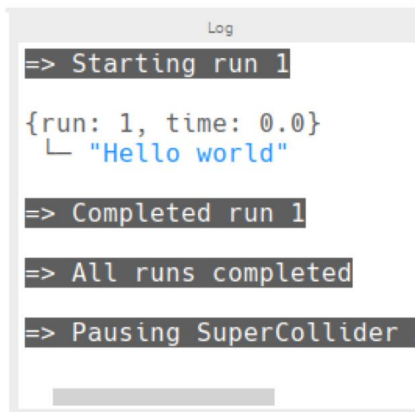 Log
=> Starting run 1
{run: 1, time: 0.0}
└─ "Hello world"
=> Completed run 1
=> All runs completed
=> Pausing SuperCollider